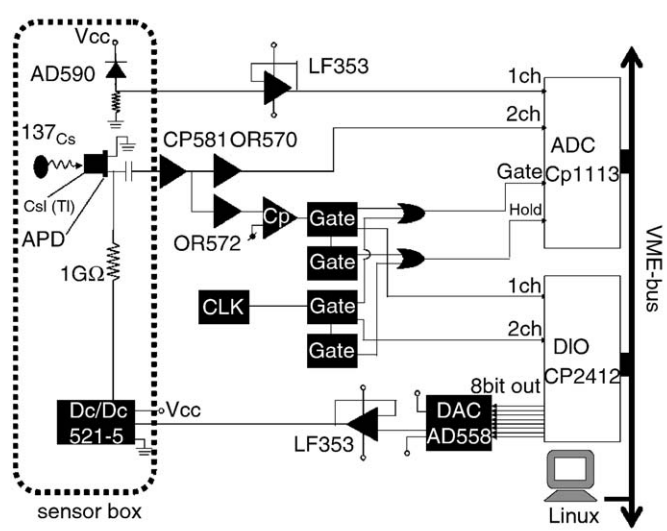 Vcc
AD590
LF353
1ch
137Cs
CP581
OR570
2ch
ADC
Cp1113
CsI (Tl)
Gate
APD
OR572
Cp
Gate
Hold
1GΩ
Gate
VME-bus
CLK
Gate
1ch
Gate
2ch
DIO
CP2412
8bit out
Dc/Dc
521-5
Vcc
LF353
DAC
AD558
sensor box
Linux